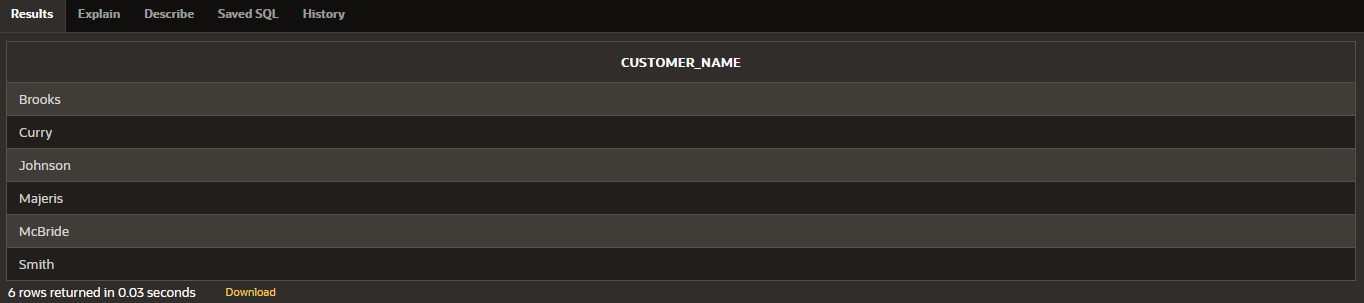 Results Explain Describe Saved SQL History
CUSTOMER_NAME
Brooks
Curry
Johnson
Majeris
McBride
Smith
6 rows returned in 0.03 seconds Download